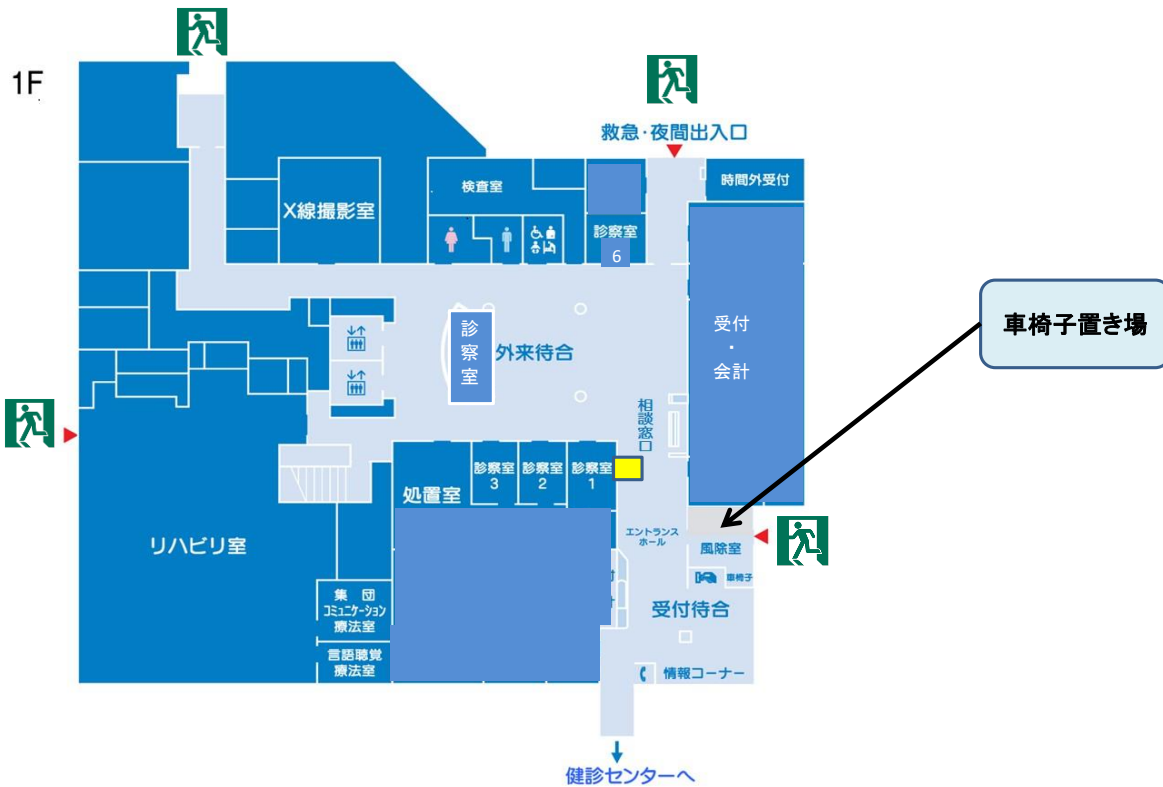 1F
救急・夜間出入口
時間外受付
検査室
X線撮影室
診察室
6
車椅子置き場
受付
・
会計
診
察
室
外来待合
相談窓口
診察室
3
診察室
2
診察室
1
処置室
リハビリ室
エントランス
ホール
風除室
車椅子
受付待合
集団
コミュニケーション
療法室
言語聴覚
療法室
情報コーナー
健診センターへ